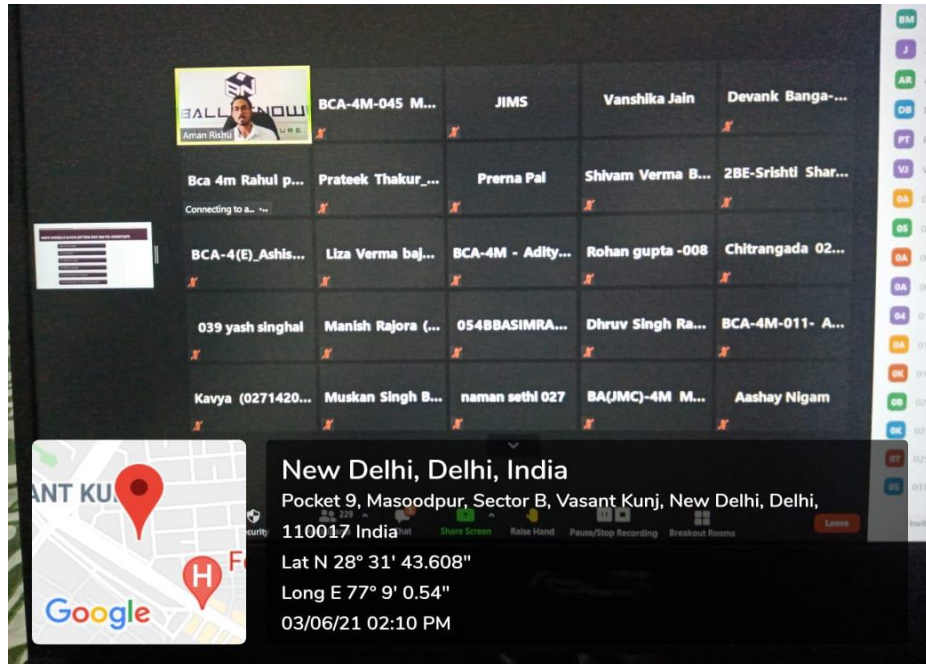 BM
J
AR
DB
PT
VJ
0A
0S
0A
0A
04
0A
0K
0S
0K
0T
0S
Aman Rishu
BCA-4M-045 M...
JIMS
Vanshika Jain
Devank Banga-...
Bca 4m Rahul p...
Connecting to a...
Prateek Thakur_...
Prerna Pal
Shivam Verma B...
2BE-Srishti Shar...
BCA-4(E)_Ashis...
Liza Verma baj...
BCA-4M - Adity...
Rohan gupta -008
Chitrangada 02...
039 yash singhal
Manish Rajora (...
054BBASIMRA...
Dhruv Singh Ra...
BCA-4M-011- A...
Kavya (0271420...
Muskan Singh B...
naman sethi 027
BA(JMC)-4M M...
Aashay Nigam
229
Share Screen
Raise Hand
Pause/Stop Recording
Breakout Rooms
Leave
Google
New Delhi, Delhi, India
Pocket 9, Masoodpur, Sector B, Vasant Kunj, New Delhi, Delhi,
110017 India
Lat N 28° 31' 43.608"
Long E 77° 9' 0.54"
03/06/21 02:10 PM